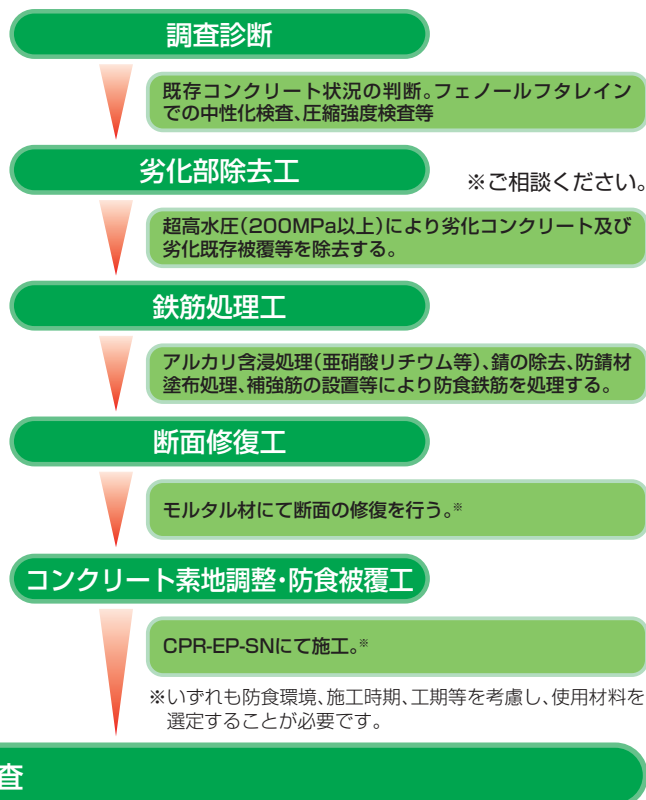 調査診断
既存コンクリート状況の判断。フェノールフタレイン
での中性化検査、圧縮強度検査等
劣化部除去工
※ご相談ください。
超高水圧(200MPa以上)により劣化コンクリート及び
劣化既存被覆等を除去する。
鉄筋処理工
アルカリ含浸処理(亜硝酸リチウム等)、錆の除去、防錆材
塗布処理、補強筋の設置等により防食鉄筋を処理する。
断面修復工
モルタル材にて断面の修復を行う。※
コンクリート素地調整・防食被覆工
CPR-EP-SNにて施工。※
※いずれも防食環境、施工時期、工期等を考慮し、使用材料を
選定することが必要です。
査